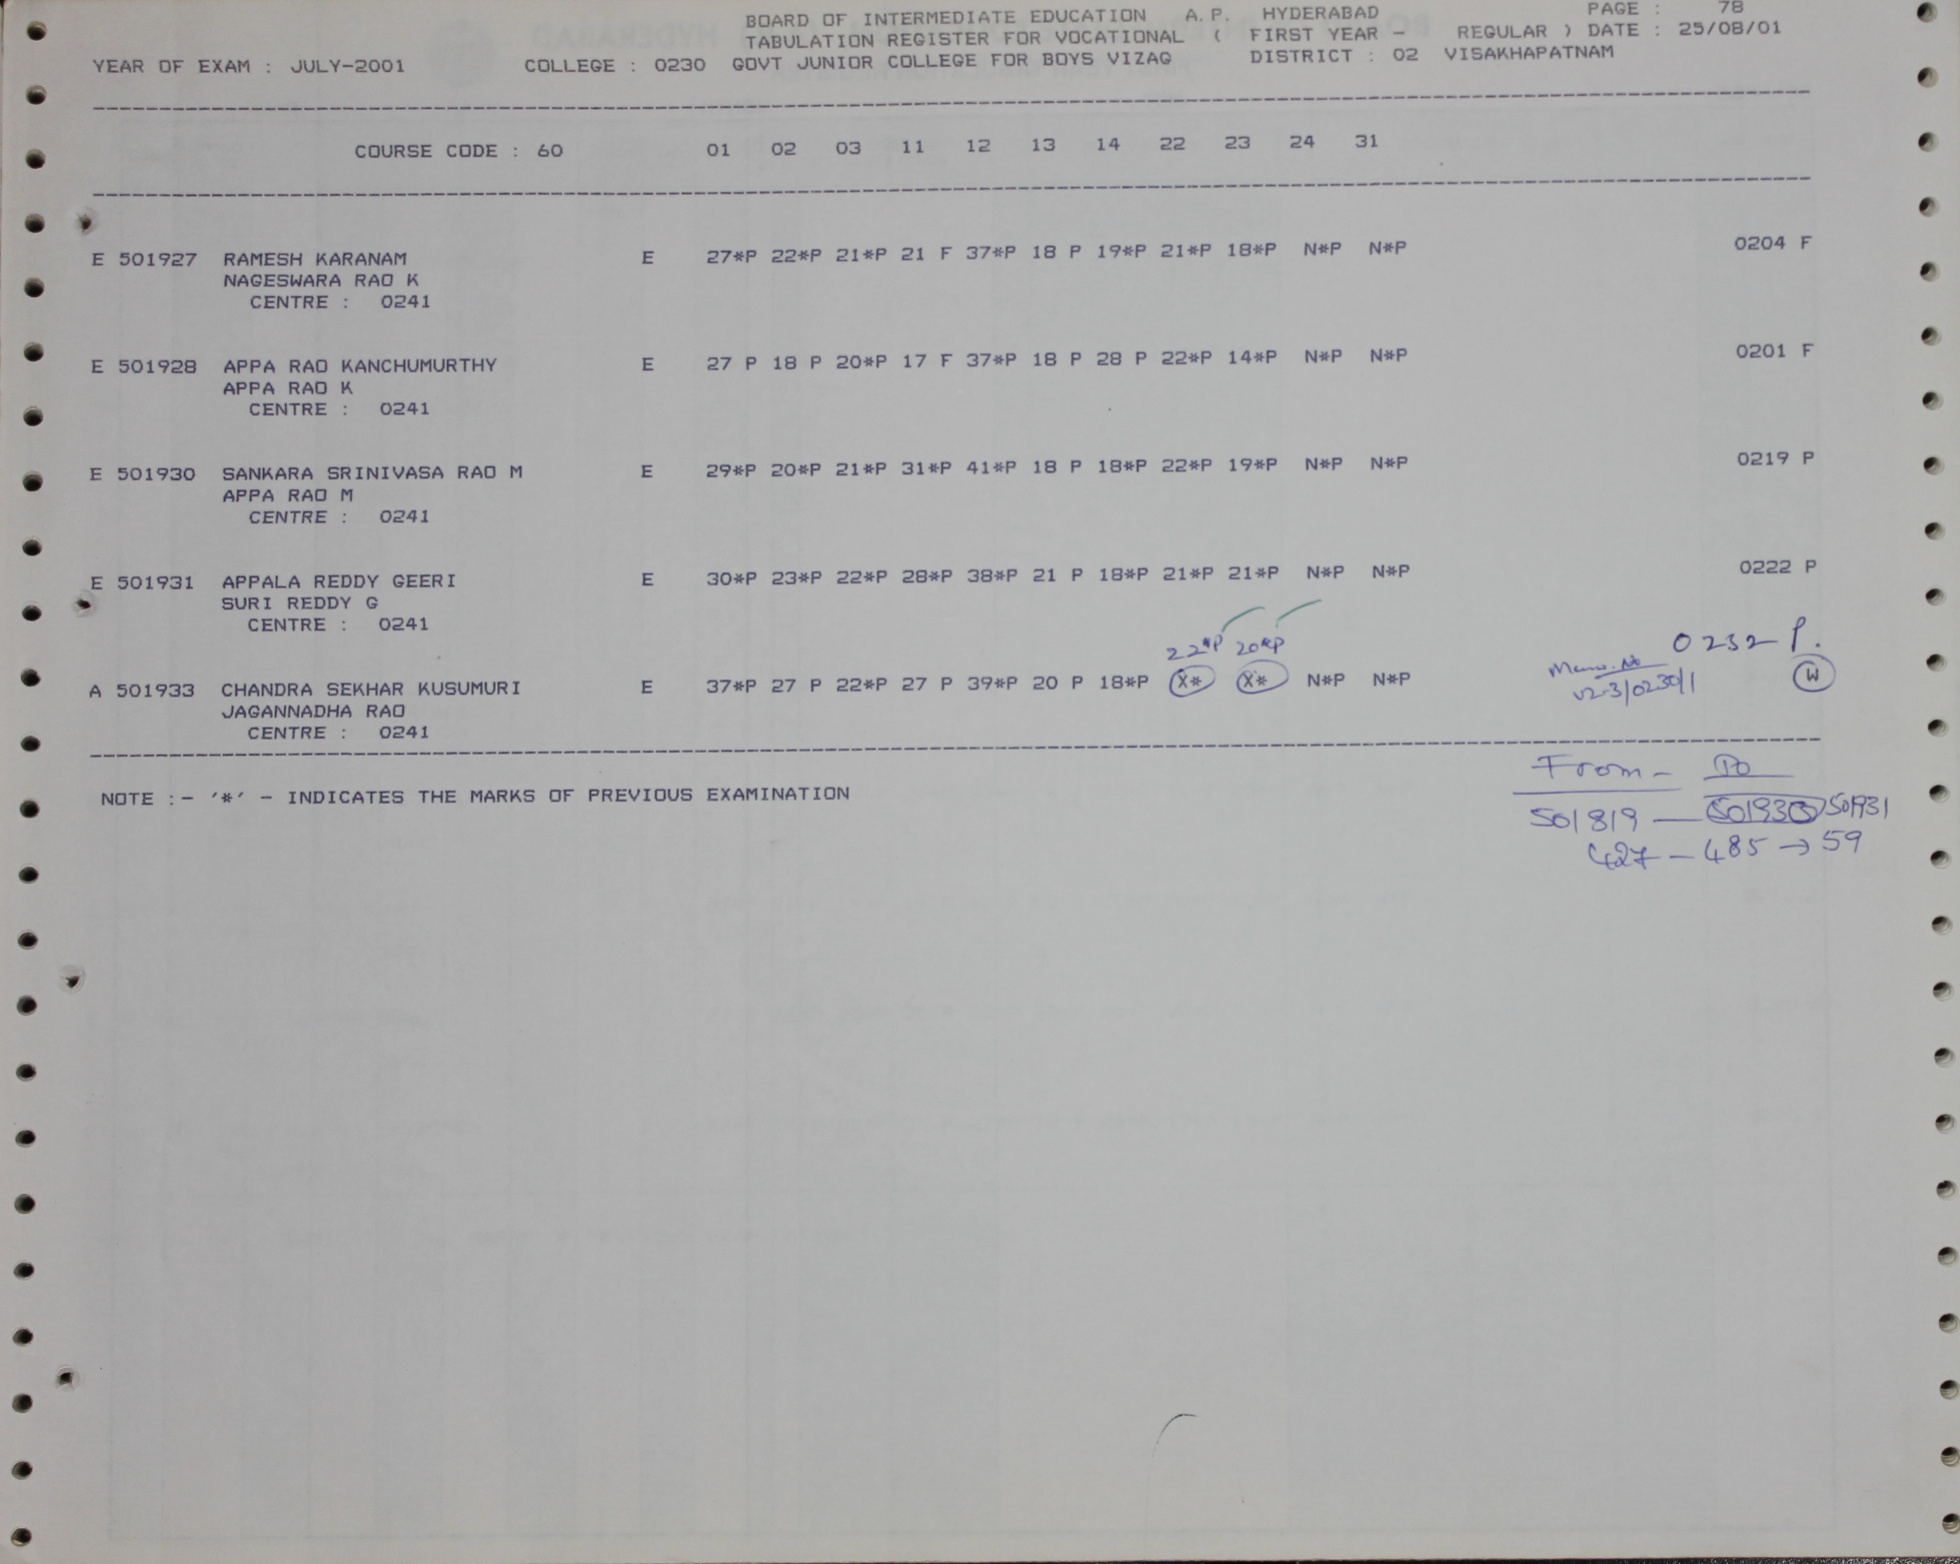 BOARD OF INTERMEDIATE EDUCATION A.P. HYDERABAD PAGE : 78
TABULATION REGISTER FOR VOCATIONAL ( FIRST YEAR - REGULAR ) DATE : 25/08/01
YEAR OF EXAM : JULY-2001 COLLEGE : 0230 GOVT JUNIOR COLLEGE FOR BOYS VIZAG DISTRICT : 02 VISAKHAPATNAM
COURSE CODE : 60 01 02 03 11 12 13 14 22 23 24 31
E 501927 RAMESH KARANAM E 27*P 22*P 21*P 21 F 37*P 18 P 19*P 21*P 18*P N*P N*P 0204 F
NAGESWARA RAO K
CENTRE : 0241
E 501928 APPA RAO KANCHUMURTHY E 27 P 18 P 20*P 17 F 37*P 18 P 28 P 22*P 14*P N*P N*P 0201 F
APPA RAO K
CENTRE : 0241
E 501930 SANKARA SRINIVASA RAO M E 29*P 20*P 21*P 31*P 41*P 18 P 18*P 22*P 19*P N*P N*P 0219 P
APPA RAO M
CENTRE : 0241
E 501931 APPALA REDDY GEERI E 30*P 23*P 22*P 28*P 38*P 21 P 18*P 21*P 21*P N*P N*P 0222 P
SURI REDDY G
CENTRE : 0241
22*P 20*P 0232 P.
Memo. No
A 501933 CHANDRA SEKHAR KUSUMURI E 37*P 27 P 22*P 27 P 39*P 20 P 18*P X* X* N*P N*P W
V2-3/0230/1
JAGANNADHA RAO
CENTRE : 0241
From - To
NOTE :- '*' - INDICATES THE MARKS OF PREVIOUS EXAMINATION
501819 — 501933 501931
427 - 485 → 59